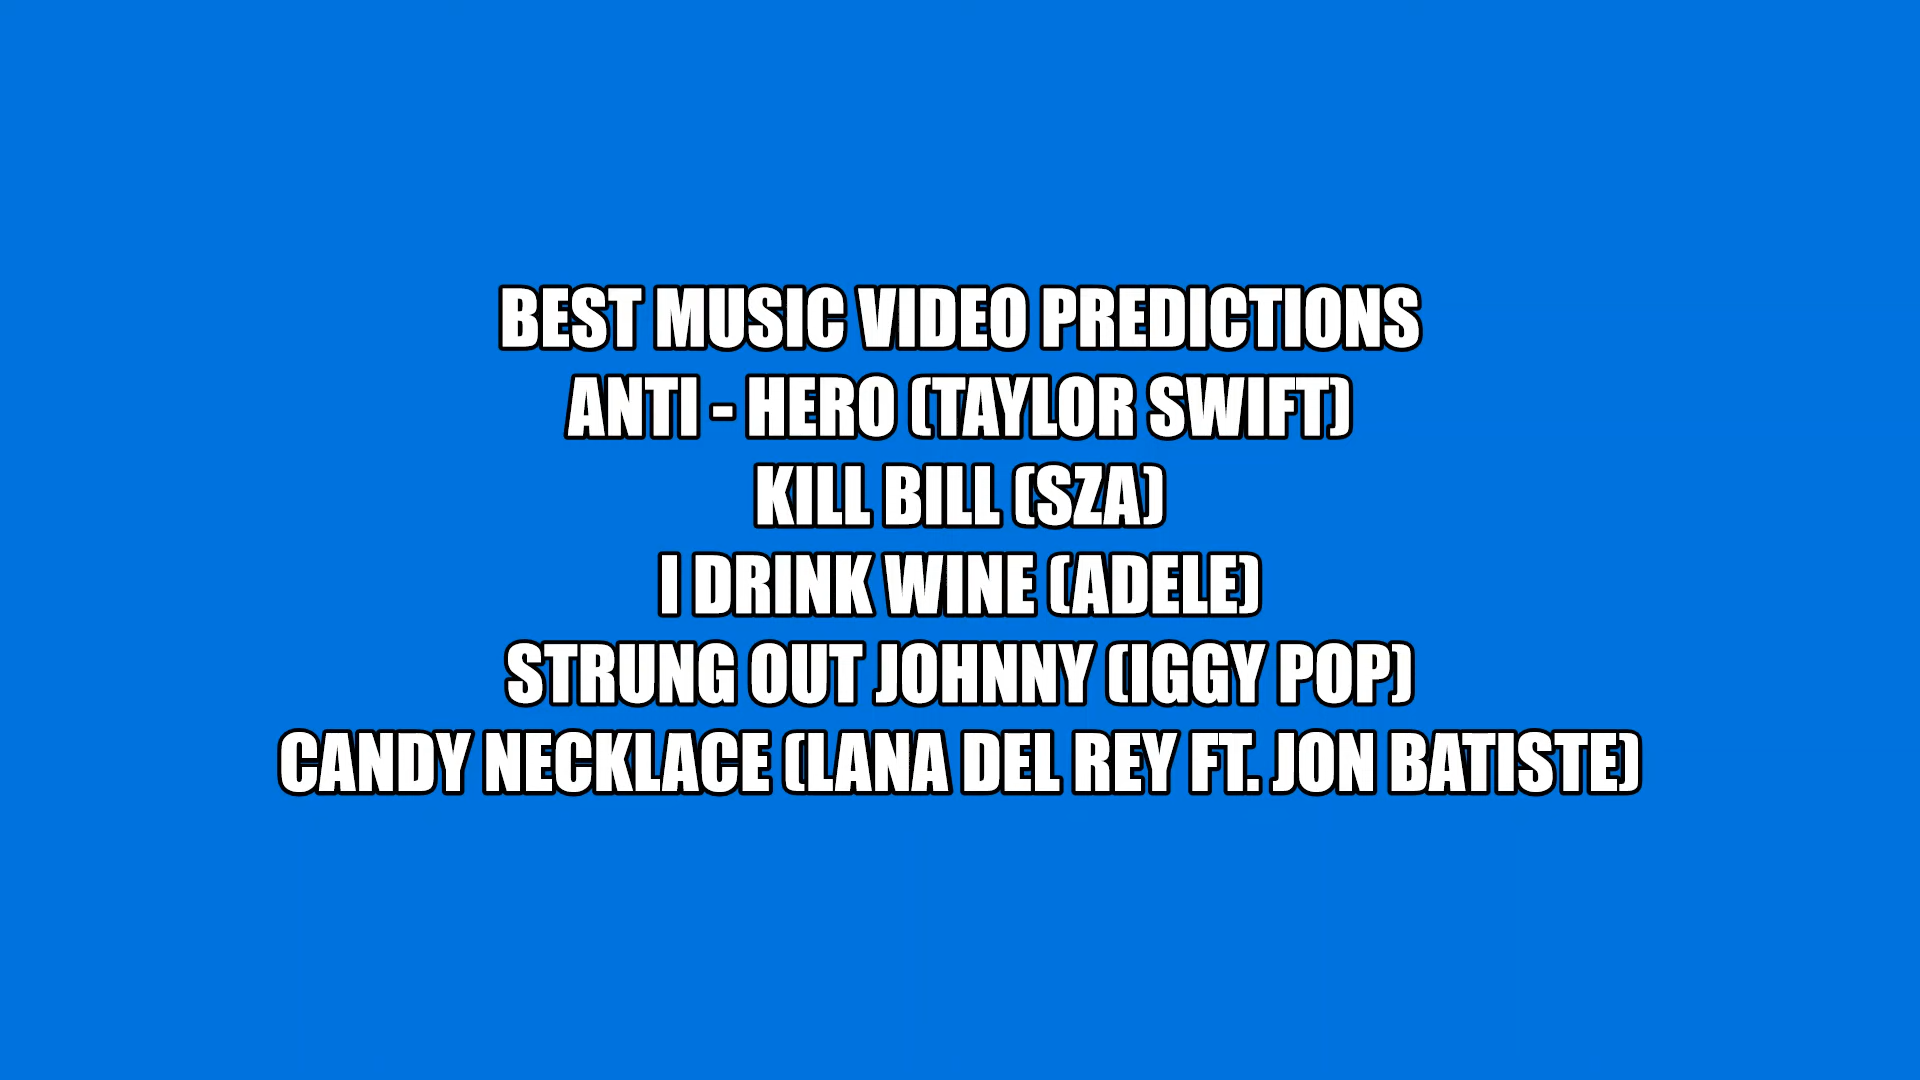 BEST MUSIC VIDEO PREDICTIONS
ANTI - HERO (TAYLOR SWIFT)
KILL BILL (SZA)
I DRINK WINE (ADELE)
STRUNG OUT JOHNNY (IGGY POP)
CANDY NECKLACE (LANA DEL REY FT. JON BATISTE)